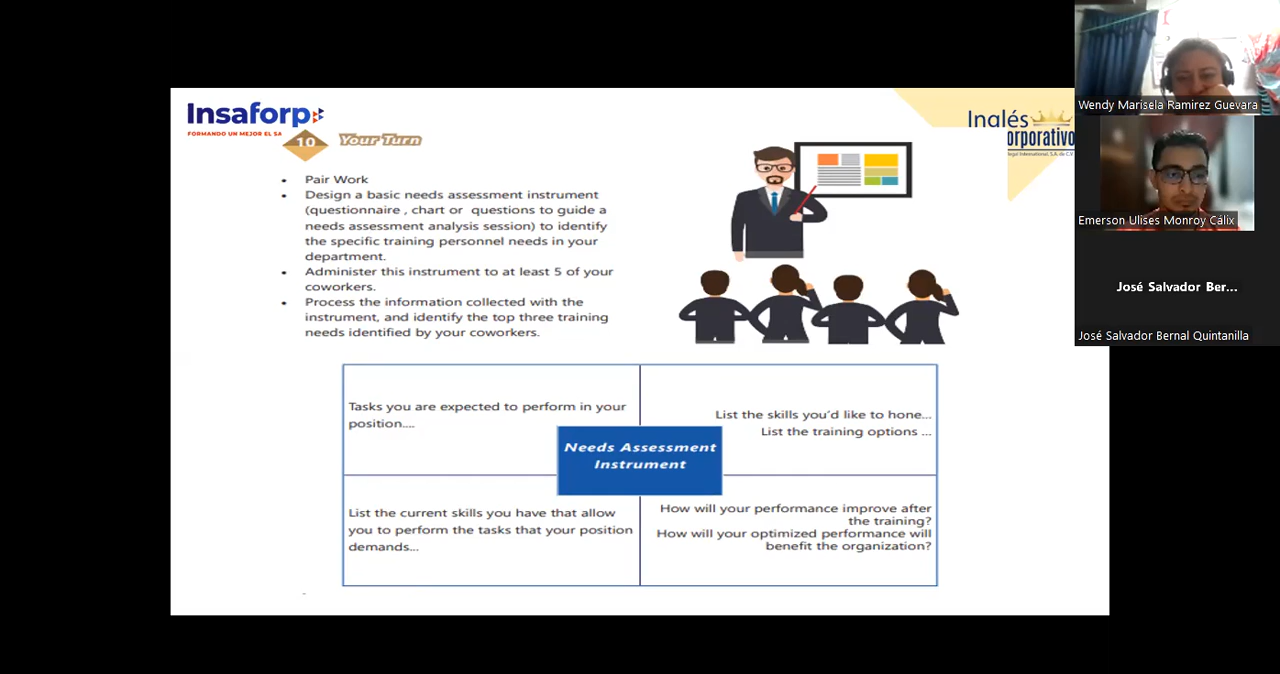 Insaforp
FORMANDO UN MEJOR EL SA
10
Your Turn
Inglés
orporativo
legal International, S.A. de C.V
• Pair Work
• Design a basic needs assessment instrument
(questionnaire , chart or questions to guide a
needs assessment analysis session) to identify
the specific training personnel needs in your
department.
• Administer this instrument to at least 5 of your
coworkers.
• Process the information collected with the
instrument, and identify the top three training
needs identified by your coworkers.
Tasks you are expected to perform in your
position....
List the skills you'd like to hone...
List the training options ...
Needs Assessment
Instrument
List the current skills you have that allow
you to perform the tasks that your position
demands...
How will your performance improve after
the training?
How will your optimized performance will
benefit the organization?
Wendy Marisela Ramirez Guevara
Emerson Ulises Monroy Cálix
José Salvador Ber...
José Salvador Bernal Quintanilla